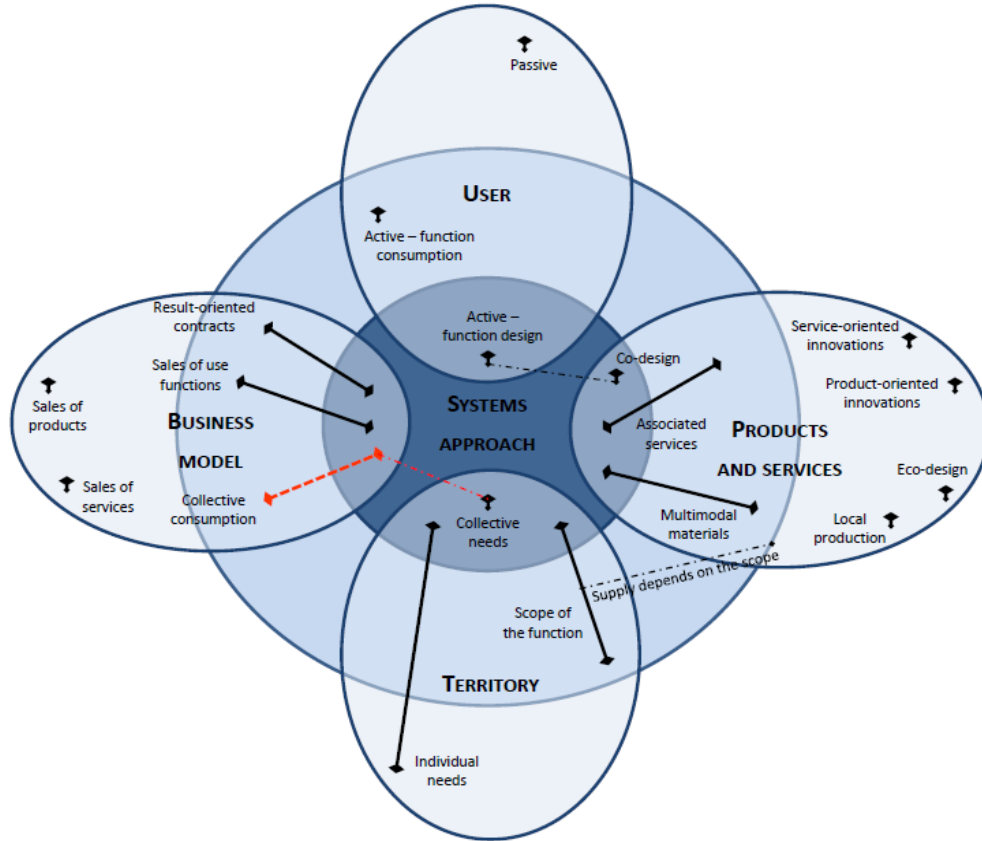 Passive
USER
Active – function
consumption
Result-oriented
contracts
Active –
function design
Service-oriented
innovations
Co-design
Sales of use
functions
Product-oriented
innovations
Sales of
products
SYSTEMS
APPROACH
BUSINESS
MODEL
Associated
services
PRODUCTS
AND SERVICES
Eco-design
Sales of
services
Collective
consumption
Collective
needs
Multimodal
materials
Local
production
Supply depends on the scope
Scope of
the function
TERRITORY
Individual
needs